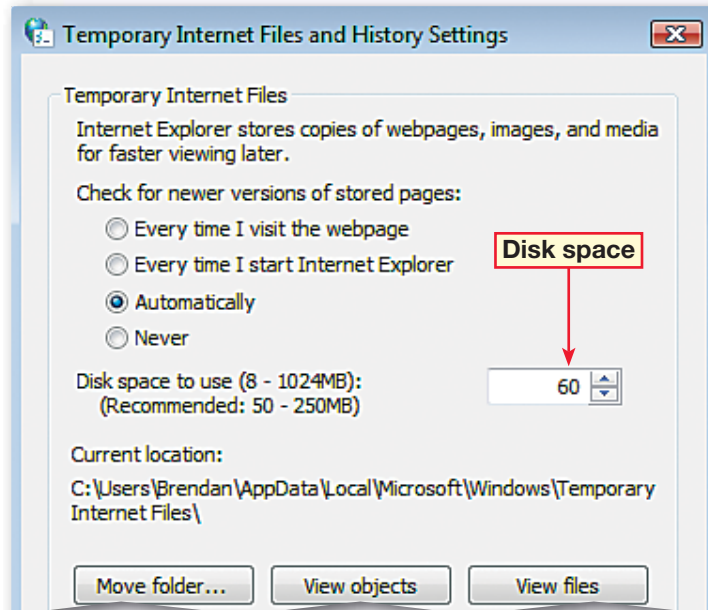 Temporary Internet Files and History Settings
Temporary Internet Files
Internet Explorer stores copies of webpages, images, and media
for faster viewing later.
Check for newer versions of stored pages:
Every time I visit the webpage
Every time I start Internet Explorer
Disk space
Automatically
Never
Disk space to use (8 - 1024MB):
60
(Recommended: 50 - 250MB)
Current location:
C:\Users\Brendan\AppData\Local\Microsoft\Windows\Temporary
Internet Files\
Move folder... View objects View files